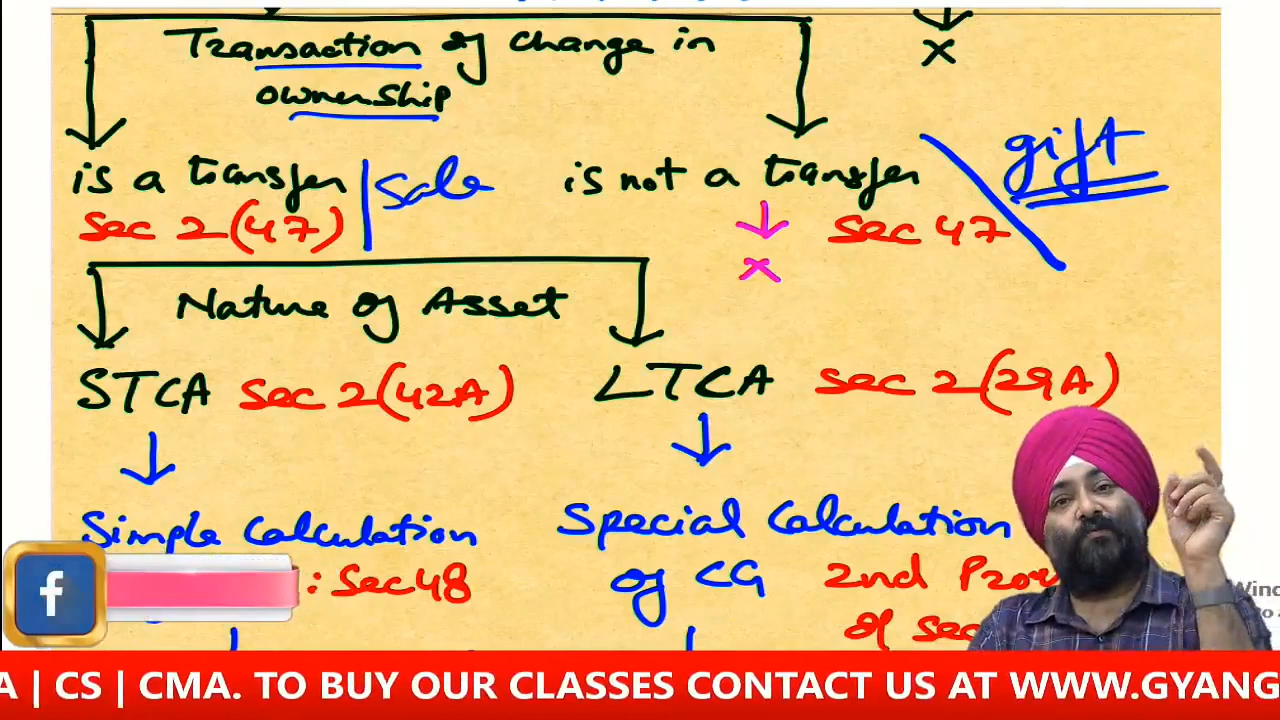 Transaction of change in
x
ownership
gift
is a transfer | Sale
is not a transfer
sec 2(47)
sec 47
x
Nature of Asset
STCA sec 2(42A)
LTCA sec 2(29A)
Simple Calculation
Special Calculation
: Sec 48
of CG
2nd
of sec
f
A | CS | CMA. TO BUY OUR CLASSES CONTACT US AT WWW.GYANG